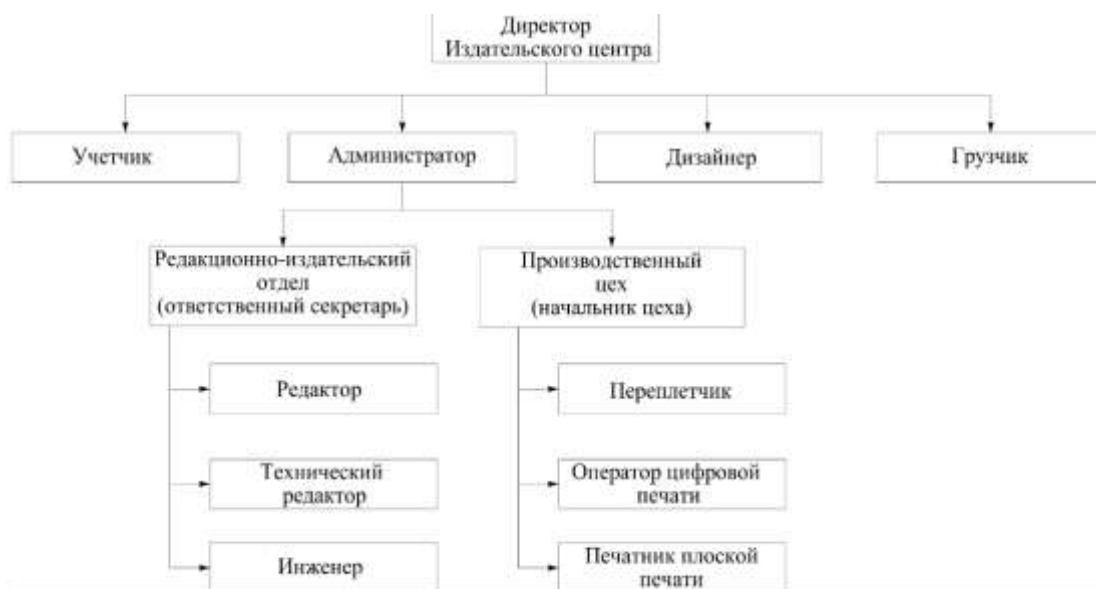 Директор
Издательского центра
Учетчик
Администратор
Дизайнер
Грузчик
Редакционно-издательский
отдел
(ответственный секретарь)
Производственный
цех
(начальник цеха)
Редактор
Переплетчик
Технический
редактор
Оператор цифровой
печати
Инженер
Печатник плоской
печати